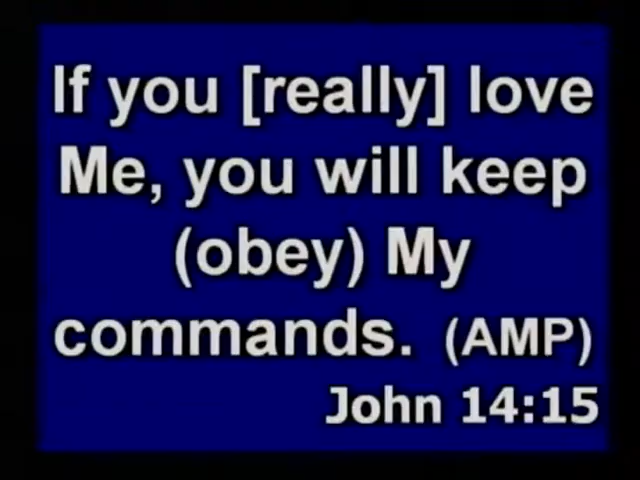 If you [really] love
Me, you will keep
(obey) My
commands. (AMP)
John 14:15